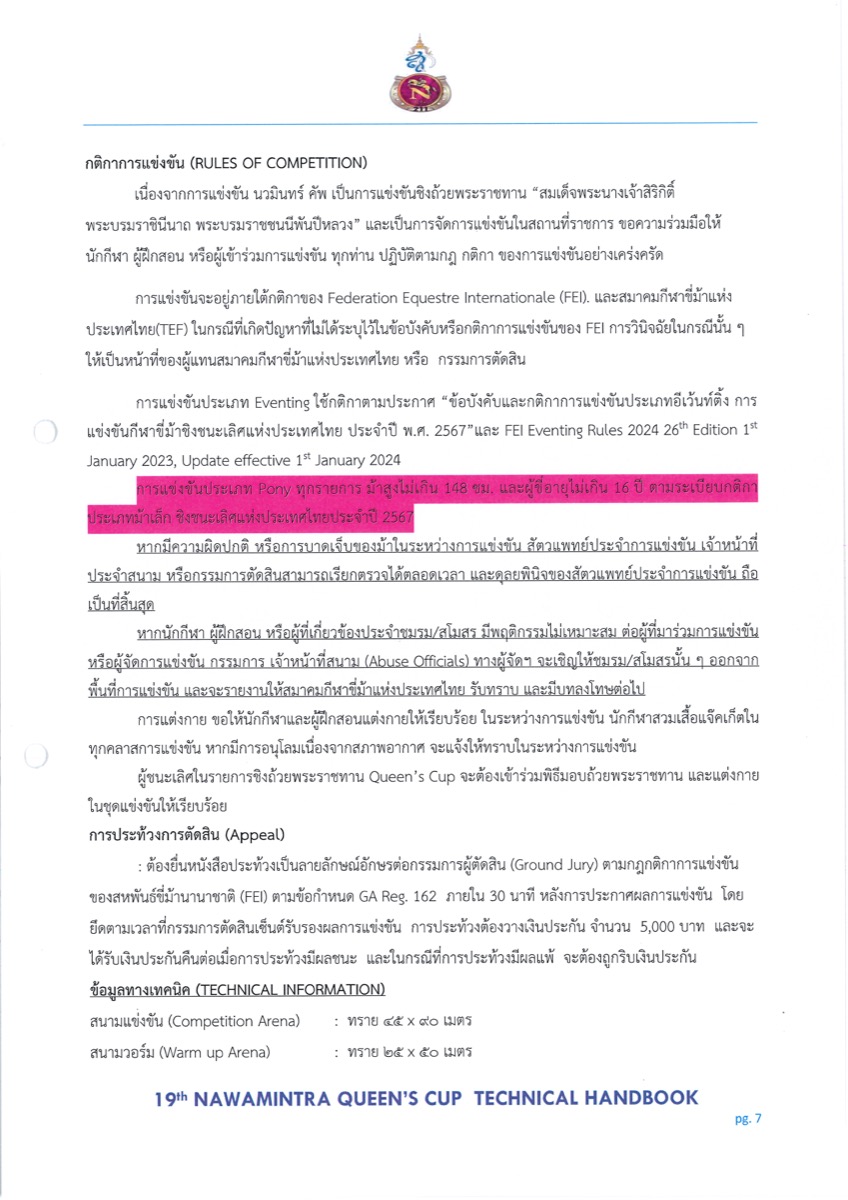 กติกาการแข่งขัน (RULES OF COMPETITION)
เนื่องจากการแข่งขัน นวมินทร์ คัพ เป็นการแข่งขันชิงถ้วยพระราชทาน “สมเด็จพระนางเจ้าสิริกิติ์
พระบรมราชินีนาถ พระบรมราชชนนีพันปีหลวง” และเป็นการจัดการแข่งขันในสถานที่ราชการ ขอความร่วมมือให้
นักกีฬา ผู้ฝึกสอน หรือผู้เข้าร่วมการแข่งขัน ทุกท่าน ปฏิบัติตามกฎ กติกา ของการแข่งขันอย่างเคร่งครัด
การแข่งขันจะอยู่ภายใต้กติกาของ Federation Equestre Internationale (FEI). และสมาคมกีฬาขี่ม้าแห่ง
ประเทศไทย(TEF) ในกรณีที่เกิดปัญหาที่ไม่ได้ระบุไว้ในข้อบังคับหรือกติกาการแข่งขันของ FEI การวินิจฉัยในกรณีนั้น ๆ
ให้เป็นหน้าที่ของผู้แทนสมาคมกีฬาขี่ม้าแห่งประเทศไทย หรือ กรรมการตัดสิน
การแข่งขันประเภท Eventing ใช้กติกาตามประกาศ “ข้อบังคับและกติกาการแข่งขันประเภทอีเว้นท์ติ้ง การ
แข่งขันกีฬาขี่ม้าชิงชนะเลิศแห่งประเทศไทย ประจำปี พ.ศ. 2567”และ FEI Eventing Rules 2024 26th Edition 1st
January 2023, Update effective 1st January 2024
การแข่งขันประเภท Pony ทุกรายการ ม้าสูงไม่เกิน 148 ซม. และผู้ขี่อายุไม่เกิน 16 ปี ตามระเบียบกติกา
ประเภทม้าเล็ก ชิงชนะเลิศแห่งประเทศไทยประจำปี 2567
หากมีความผิดปกติ หรือการบาดเจ็บของม้าในระหว่างการแข่งขัน สัตวแพทย์ประจำการแข่งขัน เจ้าหน้าที่
ประจำสนาม หรือกรรมการตัดสินสามารถเรียกตรวจได้ตลอดเวลา และดุลยพินิจของสัตวแพทย์ประจำการแข่งขัน ถือ
เป็นที่สิ้นสุด
หากนักกีฬา ผู้ฝึกสอน หรือผู้ที่เกี่ยวข้องประจำชมรม/สโมสร มีพฤติกรรมไม่เหมาะสม ต่อผู้ที่มาร่วมการแข่งขัน
หรือผู้จัดการแข่งขัน กรรมการ เจ้าหน้าที่สนาม (Abuse Officials) ทางผู้จัดฯ จะเชิญให้ชมรม/สโมสรนั้น ๆ ออกจาก
พื้นที่การแข่งขัน และจะรายงานให้สมาคมกีฬาขี่ม้าแห่งประเทศไทย รับทราบ และมีบทลงโทษต่อไป
การแต่งกาย ขอให้นักกีฬาและผู้ฝึกสอนแต่งกายให้เรียบร้อย ในระหว่างการแข่งขัน นักกีฬาสวมเสื้อแจ๊คเก็ตใน
ทุกคลาสการแข่งขัน หากมีการอนุโลมเนื่องจากสภาพอากาศ จะแจ้งให้ทราบในระหว่างการแข่งขัน
ผู้ชนะเลิศในรายการชิงถ้วยพระราชทาน Queen’s Cup จะต้องเข้าร่วมพิธีมอบถ้วยพระราชทาน และแต่งกาย
ในชุดแข่งขันให้เรียบร้อย
การประท้วงการตัดสิน (Appeal)
: ต้องยื่นหนังสือประท้วงเป็นลายลักษณ์อักษรต่อกรรมการผู้ตัดสิน (Ground Jury) ตามกฎกติกาการแข่งขัน
ของสหพันธ์ขี่ม้านานาชาติ (FEI) ตามข้อกำหนด GA Reg. 162 ภายใน 30 นาที หลังการประกาศผลการแข่งขัน โดย
ยึดตามเวลาที่กรรมการตัดสินเซ็นต์รับรองผลการแข่งขัน การประท้วงต้องวางเงินประกัน จำนวน 5,000 บาท และจะ
ได้รับเงินประกันคืนต่อเมื่อการประท้วงมีผลชนะ และในกรณีที่การประท้วงมีผลแพ้ จะต้องถูกริบเงินประกัน
ข้อมูลทางเทคนิค (TECHNICAL INFORMATION)
สนามแข่งขัน (Competition Arena) : ทราย ๔๕ x ๙๐ เมตร
สนามวอร์ม (Warm up Arena) : ทราย ๒๕ x ๕๐ เมตร
19th NAWAMINTRA QUEEN’S CUP TECHNICAL HANDBOOK
pg. 7